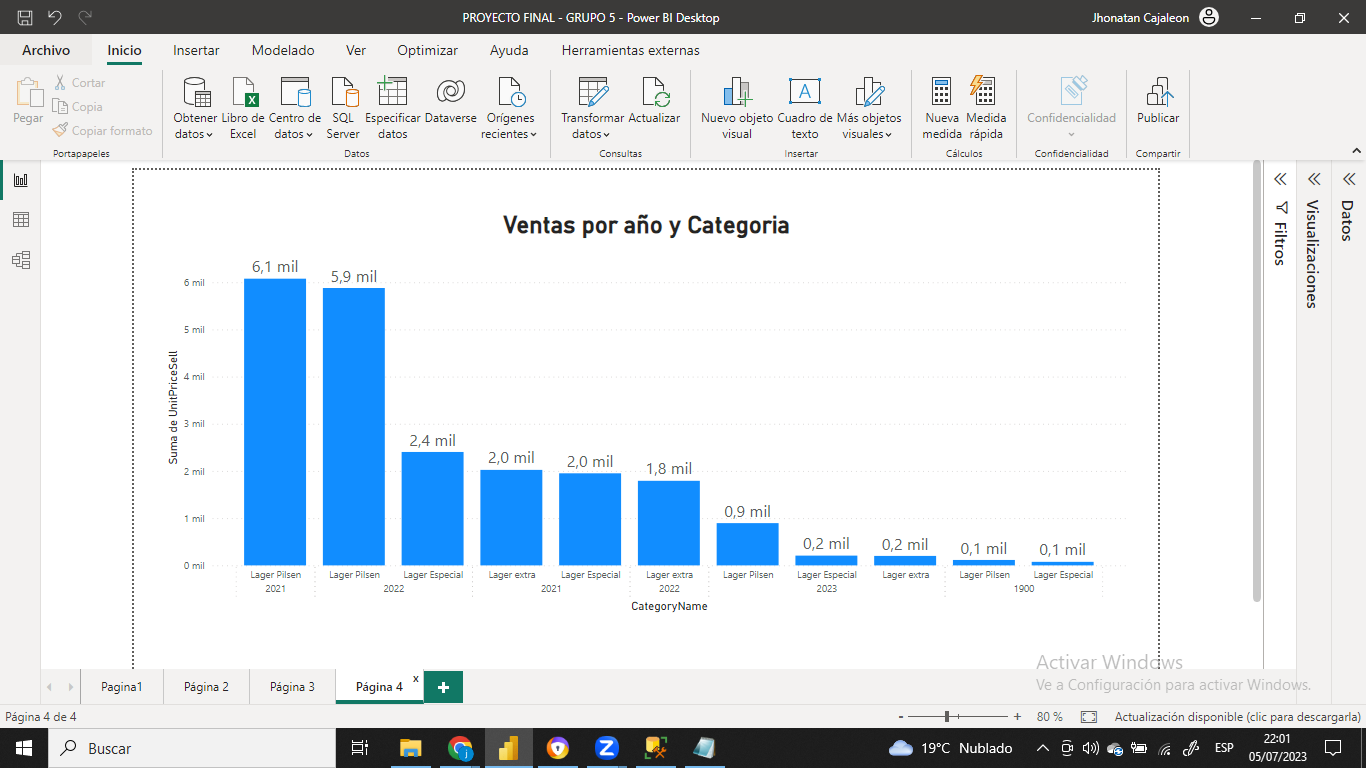 PROYECTO FINAL - GRUPO 5 - Power BI Desktop
Jhonatan Cajaleon
Archivo Inicio Insertar Modelado Ver Optimizar Ayuda Herramientas externas
Pegar
Cortar
Copia
Copiar formato
Portapapeles
Obtener datos
Libro de Excel
Centro de datos
SQL Server
Especificar datos
Dataverse
Orígenes recientes
Datos
Transformar datos
Actualizar
Consultas
Nuevo objeto visual
Cuadro de texto
Más objetos visuales
Insertar
Nueva medida
Medida rápida
Cálculos
Confidencialidad
Confidencialidad
Publicar
Compartir
Ventas por año y Categoria
Suma de UnitPriceSell
6 mil
5 mil
4 mil
3 mil
2 mil
1 mil
0 mil
6,1 mil
5,9 mil
2,4 mil
2,0 mil
2,0 mil
1,8 mil
0,9 mil
0,2 mil
0,2 mil
0,1 mil
0,1 mil
Lager Pilsen Lager Pilsen Lager Especial Lager extra Lager Especial Lager extra Lager Pilsen Lager Especial Lager extra Lager Pilsen Lager Especial
2021 2022 2021 2022 2023 1900
CategoryName
Filtros
Visualizaciones
Datos
Activar Windows
Ve a Configuración para activar Windows.
Pagina1 Página 2 Página 3 Página 4 x +
Página 4 de 4
- + 80 %
Actualización disponible (clic para descargarla)
Buscar
19°C Nublado
ESP
22:01
05/07/2023